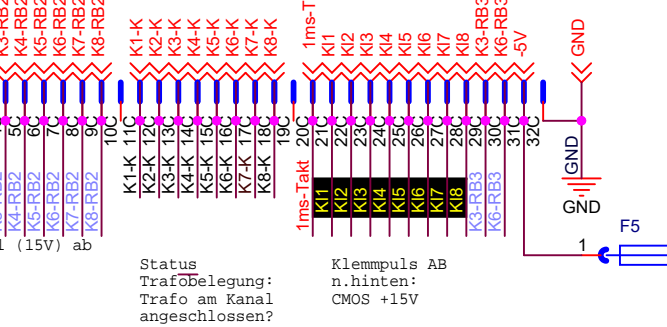 K3-RB2
K4-RB2
K5-RB2
K6-RB2
K7-RB2
K8-RB2
K1-K
K2-K
K3-K
K4-K
K5-K
K6-K
K7-K
K8-K
1ms-T
KI1
KI2
KI3
KI4
KI5
KI6
KI7
KI8
K3-RB3
K6-RB3
-5V
GND
5C
6C
7C
8C
9C
10C
11C
12C
13C
14C
15C
16C
17C
18C
19C
20C
21C
22C
23C
24C
25C
26C
27C
28C
29C
30C
31C
32C
K4-RB2
K5-RB2
K6-RB2
K7-RB2
K8-RB2
K1-K
K2-K
K3-K
K4-K
K5-K
K6-K
K7-K
K8-K
1ms-Takt
KI1
KI2
KI3
KI4
KI5
KI6
KI7
KI8
K3-RB3
K6-RB3
GND
GND
F5
1
(15V) ab
Status
Trafobelegung:
Trafo am Kanal
angeschlossen?
Klemmpuls AB
n.hinten:
CMOS +15V